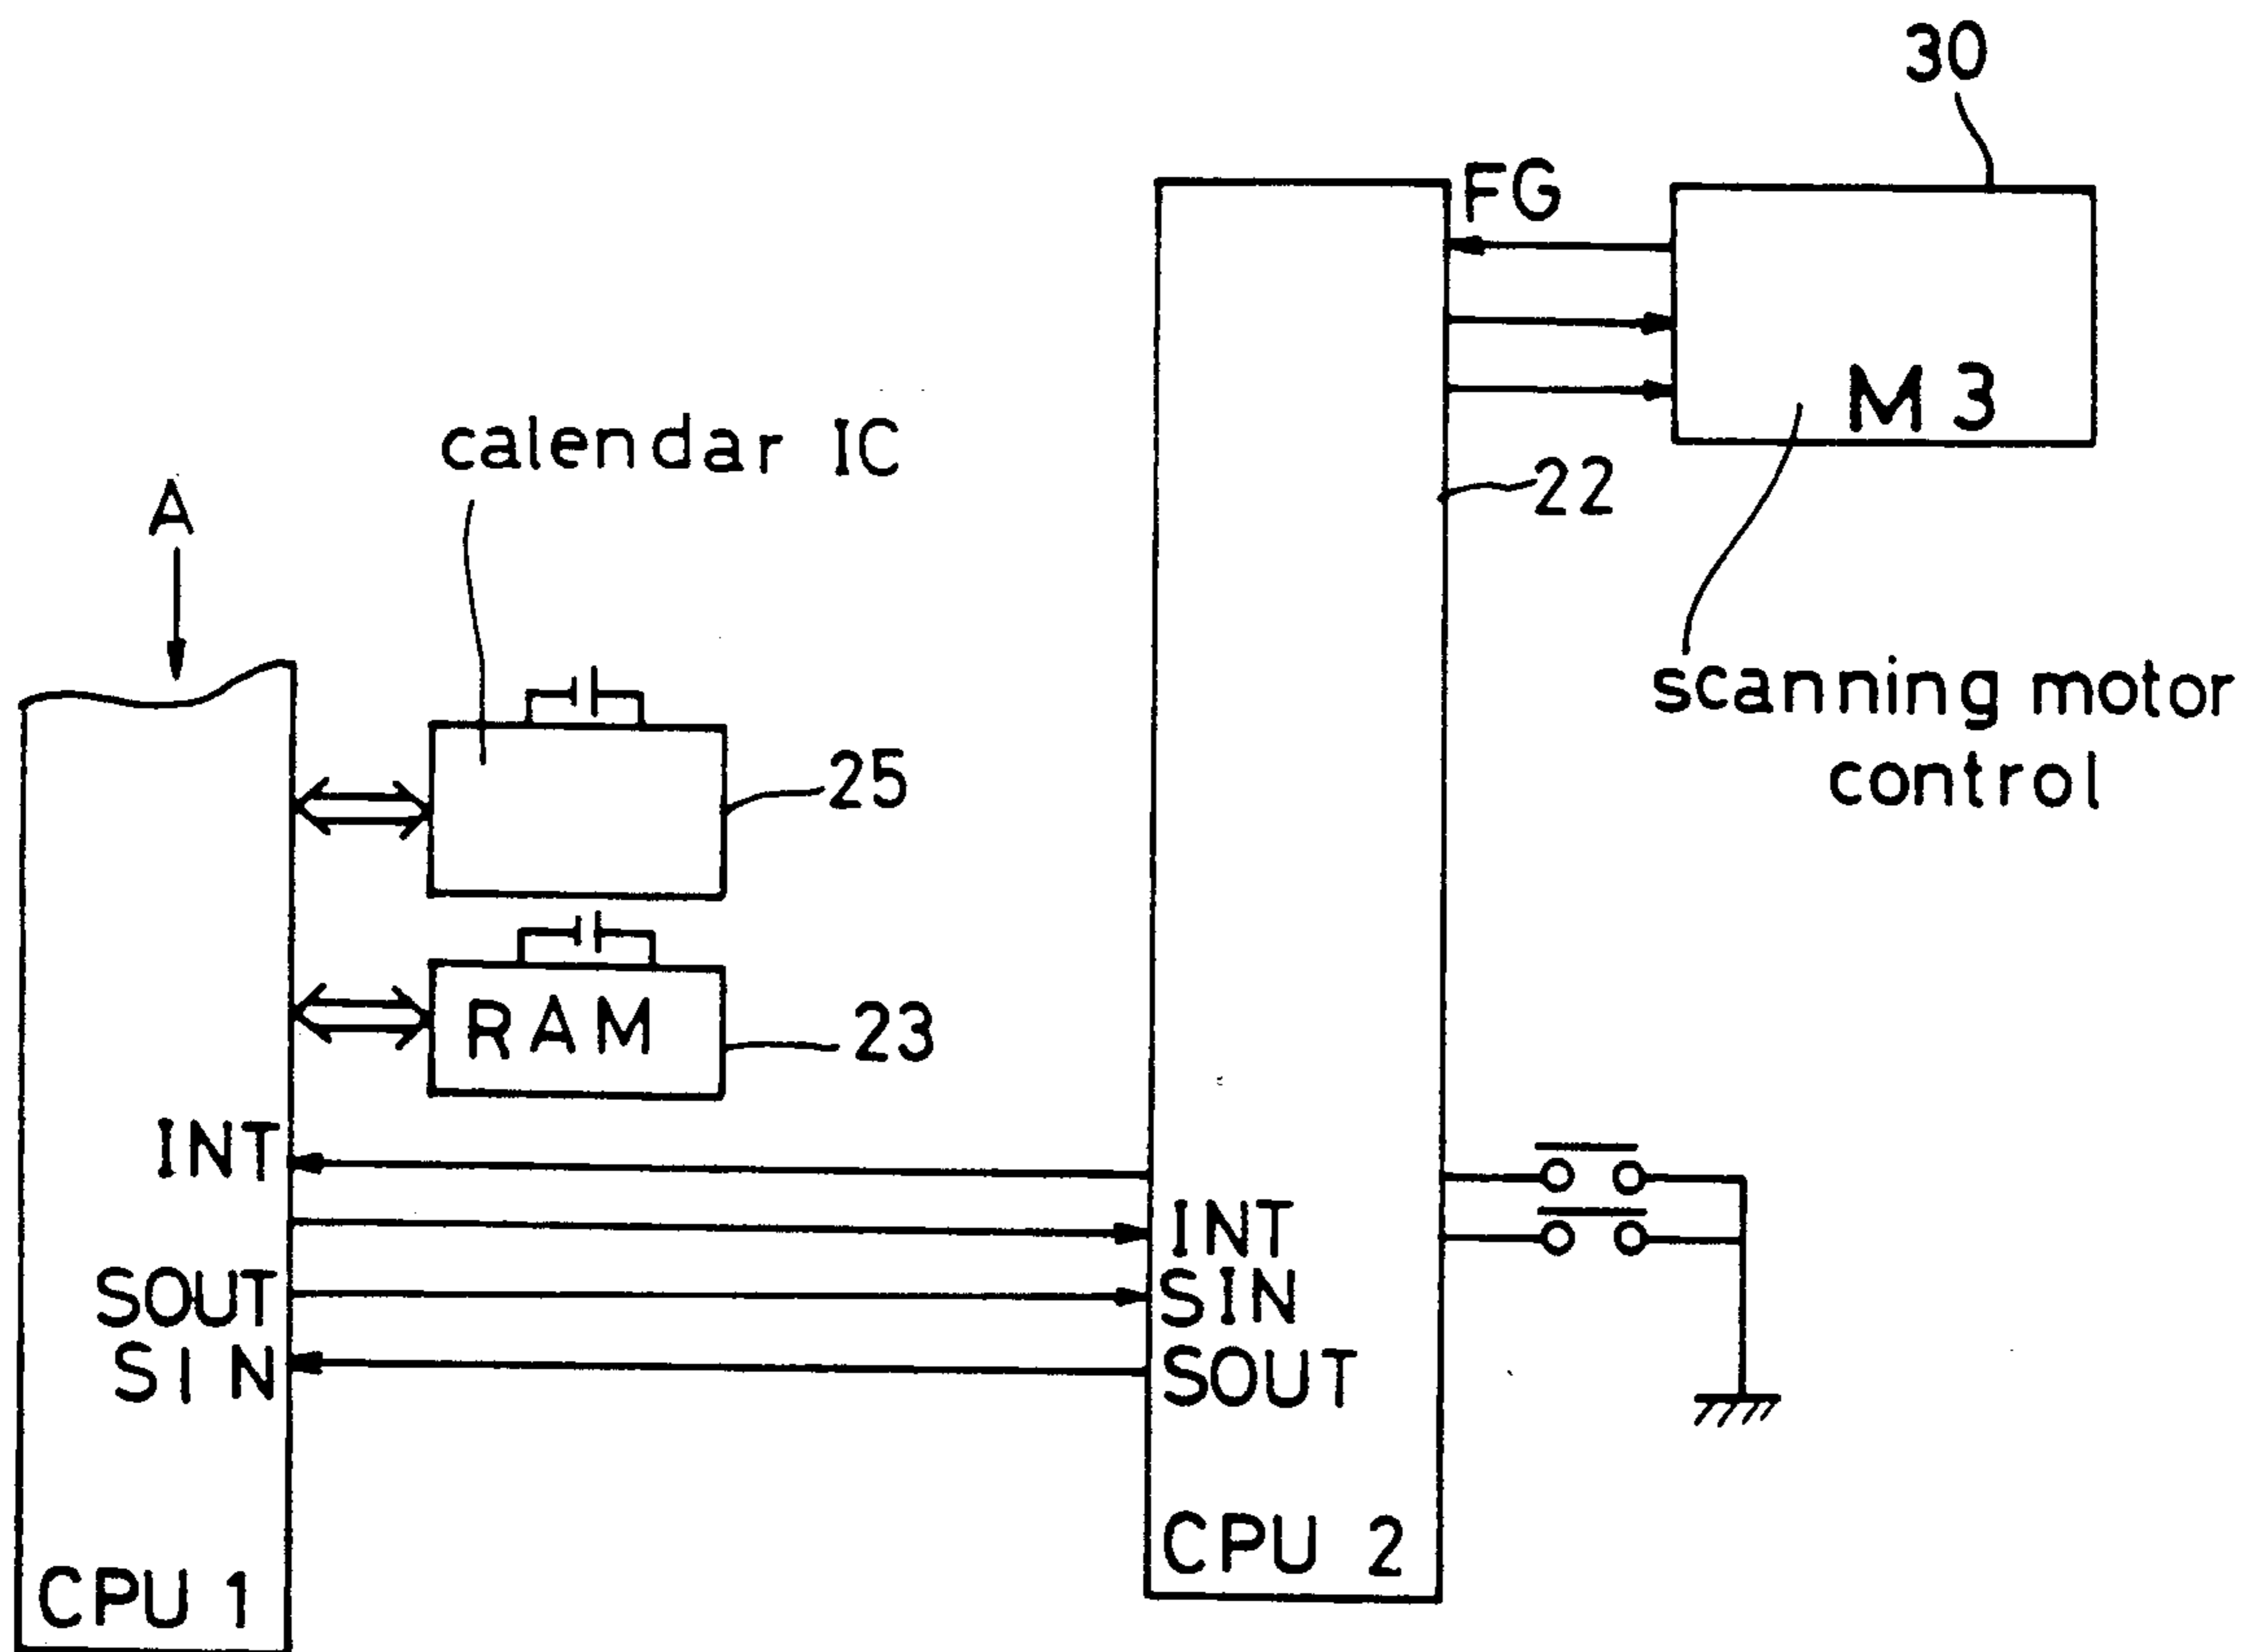 30
FG
M 3
calendar IC
22
A
scanning motor
control
25
RAM
23
INT
INT
SOUT
SIN
SIN
SOUT
CPU 2
CPU 1